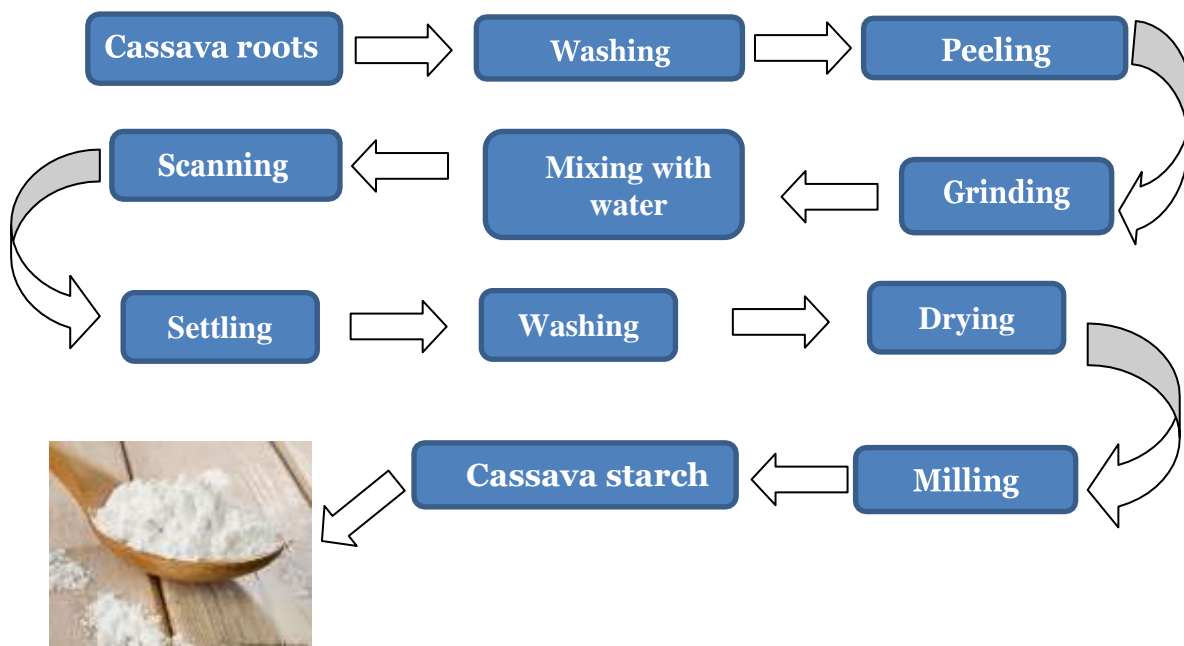 Cassava roots
Washing
Peeling
Grinding
Mixing with
water
Scanning
Settling
Washing
Drying
Milling
Cassava starch